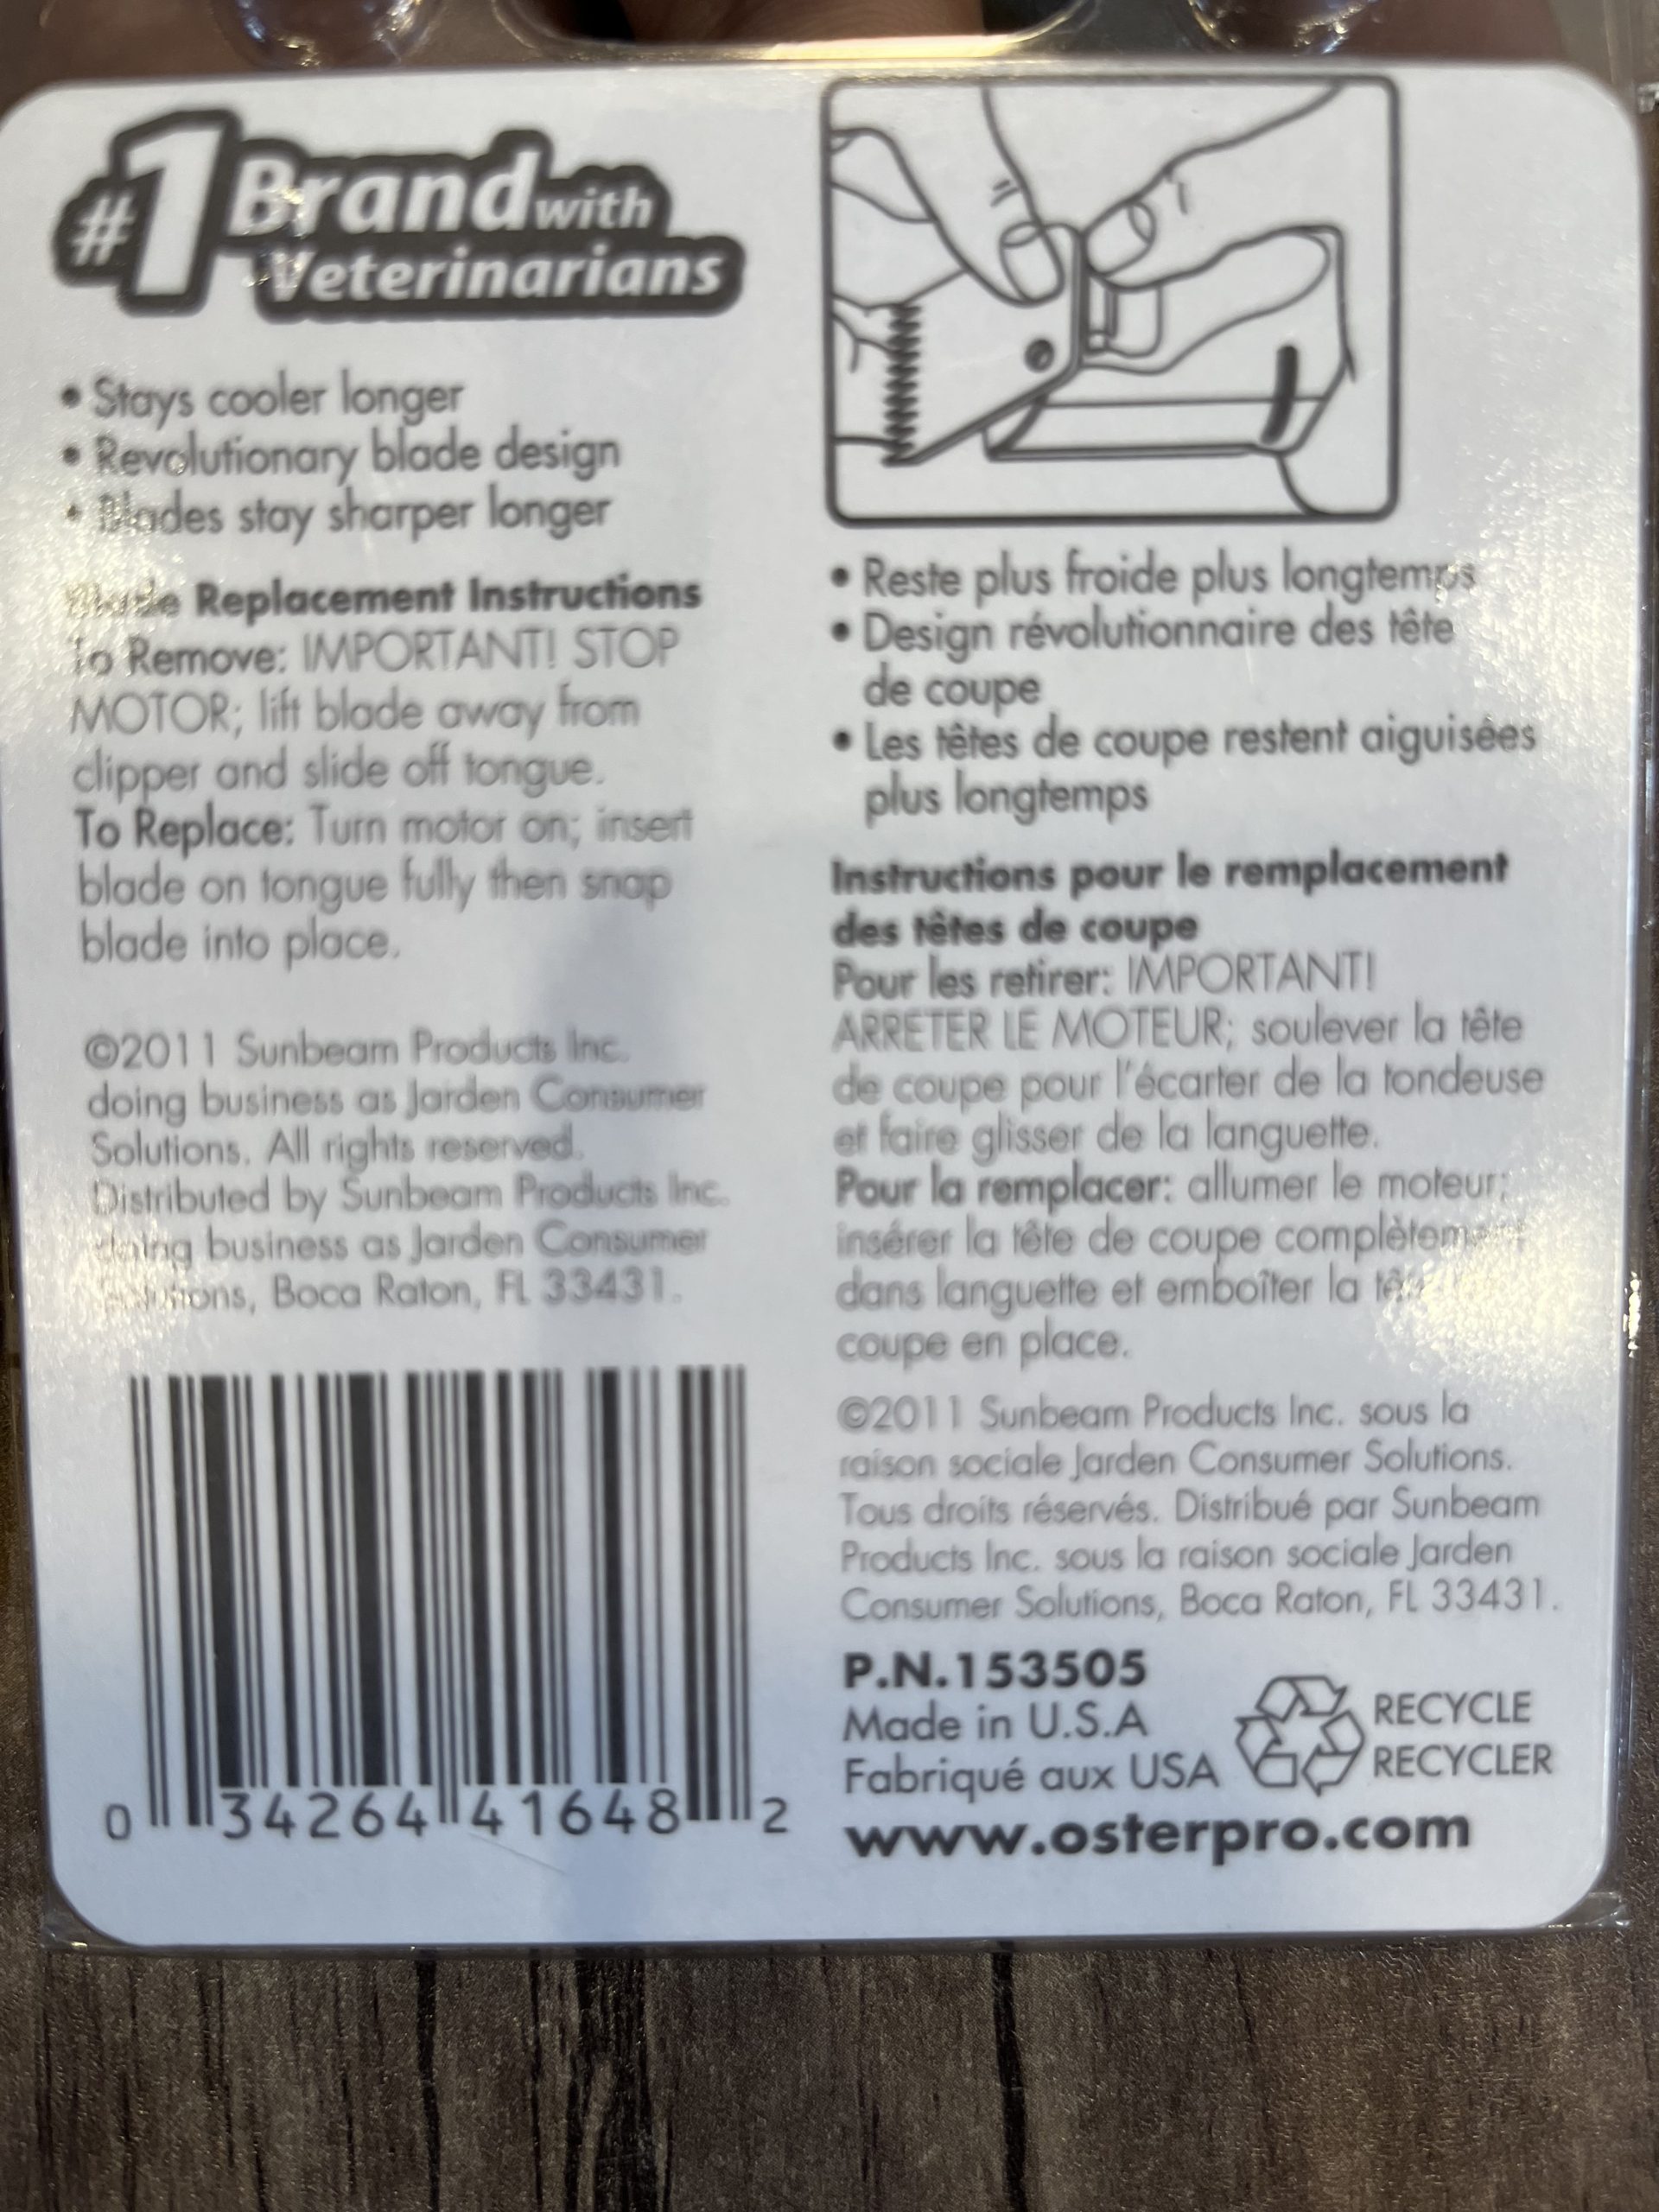 #1 Brand with
Veterinarians
• Stays cooler longer
• Revolutionary blade design
• Blades stay sharper longer
Blade Replacement Instructions
To Remove: IMPORTANT! STOP
MOTOR; lift blade away from
clipper and slide off tongue.
To Replace: Turn motor on; insert
blade on tongue fully then snap
blade into place.
©2011 Sunbeam Products Inc.
doing business as Jarden Consumer
Solutions. All rights reserved.
Distributed by Sunbeam Products Inc.
doing business as Jarden Consumer
Solutions, Boca Raton, FL 33431.
0 34264 41648 2
• Reste plus froide plus longtemps
• Design révolutionnaire des tête
de coupe
• Les têtes de coupe restent aiguisées
plus longtemps
Instructions pour le remplacement
des têtes de coupe
Pour les retirer: IMPORTANT!
ARRETER LE MOTEUR; soulever la tête
de coupe pour l'écarter de la tondeuse
et faire glisser de la languette.
Pour la remplacer: allumer le moteur;
insérer la tête de coupe complètement
dans languette et emboîter la tête
coupe en place.
©2011 Sunbeam Products Inc. sous la
raison sociale Jarden Consumer Solutions.
Tous droits réservés. Distribué par Sunbeam
Products Inc. sous la raison sociale Jarden
Consumer Solutions, Boca Raton, FL 33431.
P.N.153505
Made in U.S.A
Fabriqué aux USA
RECYCLE
RECYCLER
www.osterpro.com